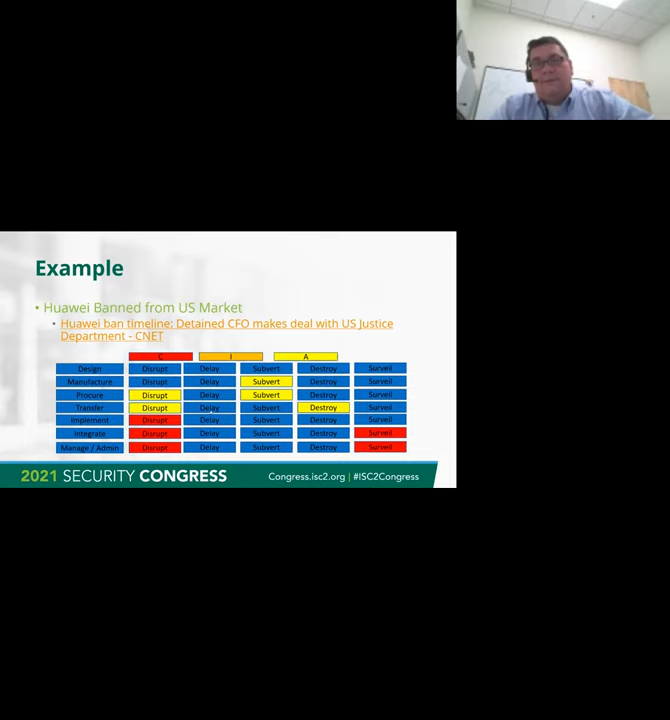 Example
• Huawei Banned from US Market
• Huawei ban timeline: Detained CFO makes deal with US Justice
Department - CNET
C I A
Design Disrupt Delay Subvert Destroy Surveil
Manufacture Disrupt Delay Subvert Destroy Surveil
Procure Disrupt Delay Subvert Destroy Surveil
Transfer Disrupt Delay Subvert Destroy Surveil
Implement Disrupt Delay Subvert Destroy Surveil
Integrate Disrupt Delay Subvert Destroy Surveil
Manage / Admin Disrupt Delay Subvert Destroy Surveil
2021 SECURITY CONGRESS Congress.isc2.org | #ISC2Congress